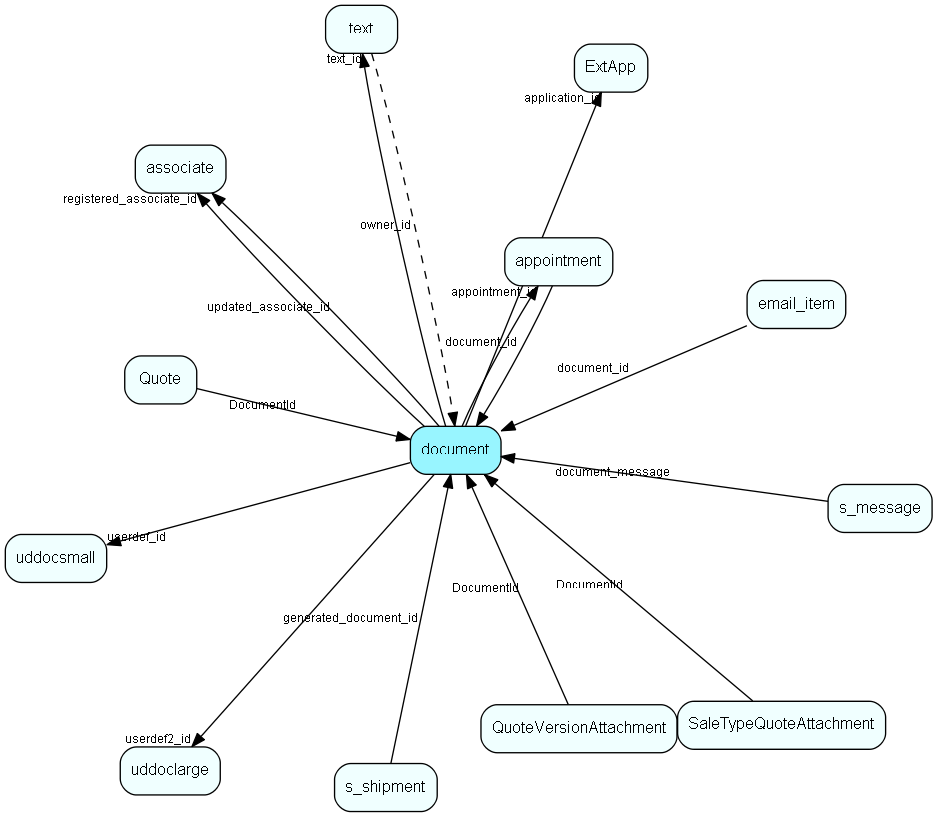 text
text_id
ExtApp
application_id
associate
registered_associate_id
owner_id
appointment
appointment_id
email_item
updated_associate_id
document_id
document_id
Quote
DocumentId
document
document_message
s_message
userdef_id
uddocsmall
DocumentId
DocumentId
generated_document_id
QuoteVersionAttachment
SaleTypeQuoteAttachment
userdef2_id
uddoclarge
s_shipment